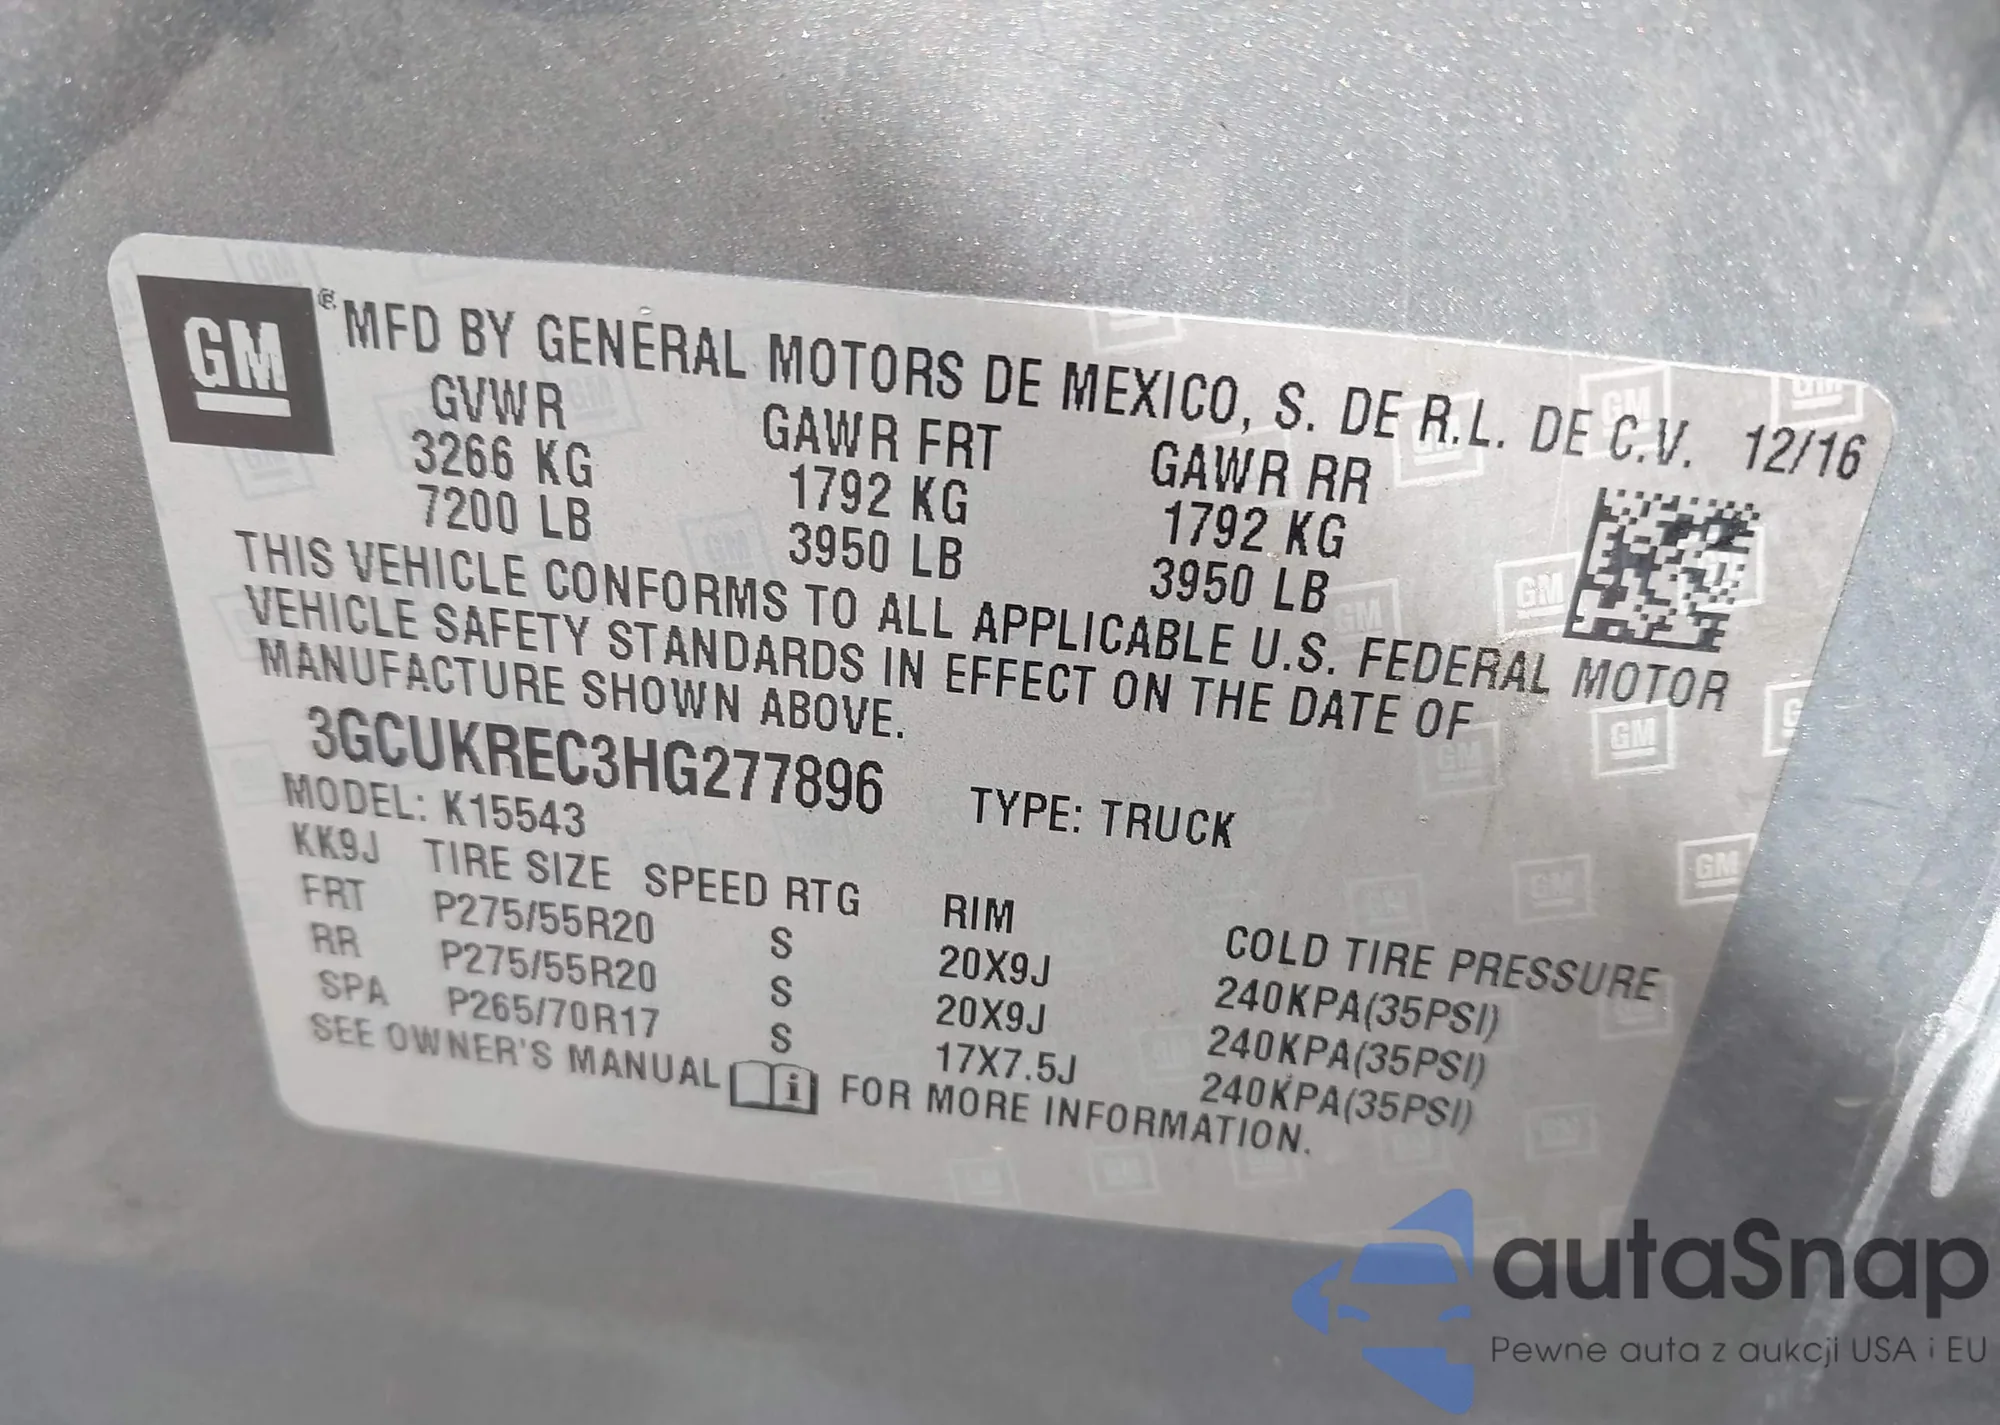 GM
® MFD BY GENERAL MOTORS DE MEXICO, S. DE R.L. DE C.V. 12/16
GVWR GAWR FRT GAWR RR
3266 KG 1792 KG 1792 KG
7200 LB 3950 LB 3950 LB
THIS VEHICLE CONFORMS TO ALL APPLICABLE U.S. FEDERAL MOTOR
VEHICLE SAFETY STANDARDS IN EFFECT ON THE DATE OF
MANUFACTURE SHOWN ABOVE.
3GCUKREC3HG277896 TYPE: TRUCK
MODEL: K15543
KK9J TIRE SIZE SPEED RTG RIM COLD TIRE PRESSURE
FRT P275/55R20 S 20X9J 240KPA(35PSI)
RR P275/55R20 S 20X9J 240KPA(35PSI)
SPA P265/70R17 S 17X7.5J 240KPA(35PSI)
SEE OWNER'S MANUAL i FOR MORE INFORMATION.
autaSnap
Pewne auta z aukcji USA i EU